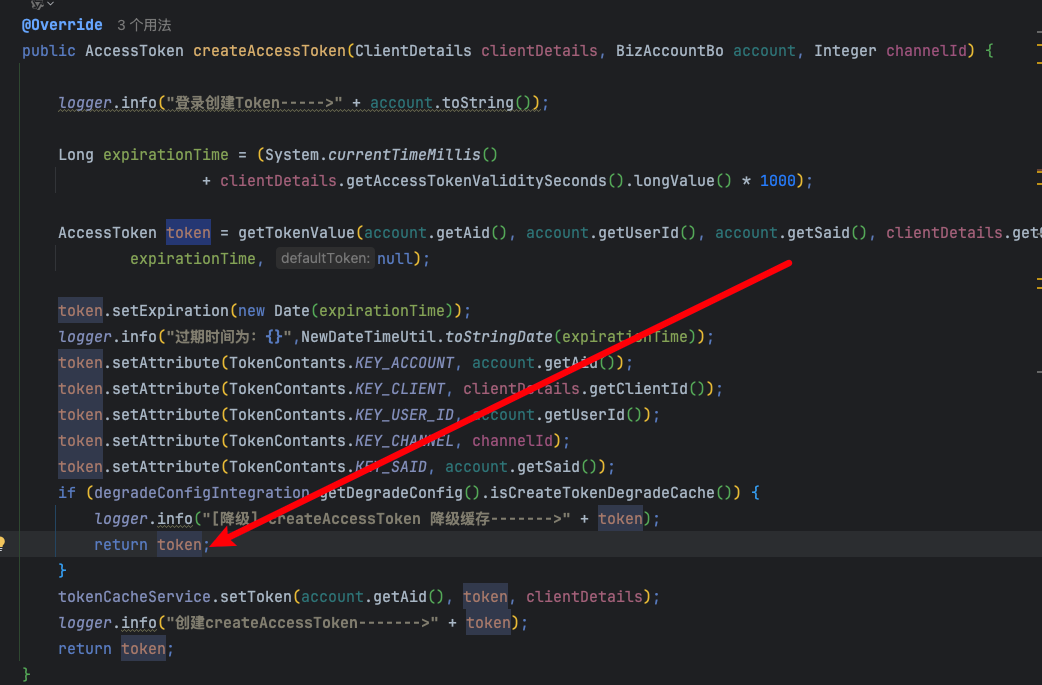 @Override 3 个用法
public AccessToken createAccessToken(ClientDetails clientDetails, BizAccountBo account, Integer channelId) {
logger.info("登录创建Token----->" + account.toString());
Long expirationTime = (System.currentTimeMillis()
+ clientDetails.getAccessTokenValiditySeconds().longValue() * 1000);
AccessToken token = getTokenValue(account.getAid(), account.getUserId(), account.getSaid(), clientDetails.get
expirationTime, defaultToken: null);
token.setExpiration(new Date(expirationTime));
logger.info("过期时间为: {}",NewDateTimeUtil.toStringDate(expirationTime));
token.setAttribute(TokenContants.KEY_ACCOUNT, account.getAid());
token.setAttribute(TokenContants.KEY_CLIENT, clientDetails.getClientId());
token.setAttribute(TokenContants.KEY_USER_ID, account.getUserId());
token.setAttribute(TokenContants.KEY_CHANNEL, channelId);
token.setAttribute(TokenContants.KEY_SAID, account.getSaid());
if (degradeConfigIntegration.getDegradeConfig().isCreateTokenDegradeCache()) {
logger.info("[降级] createAccessToken 降级缓存------->" + token);
return token;
}
tokenCacheService.setToken(account.getAid(), token, clientDetails);
logger.info("创建createAccessToken------->" + token);
return token;
}